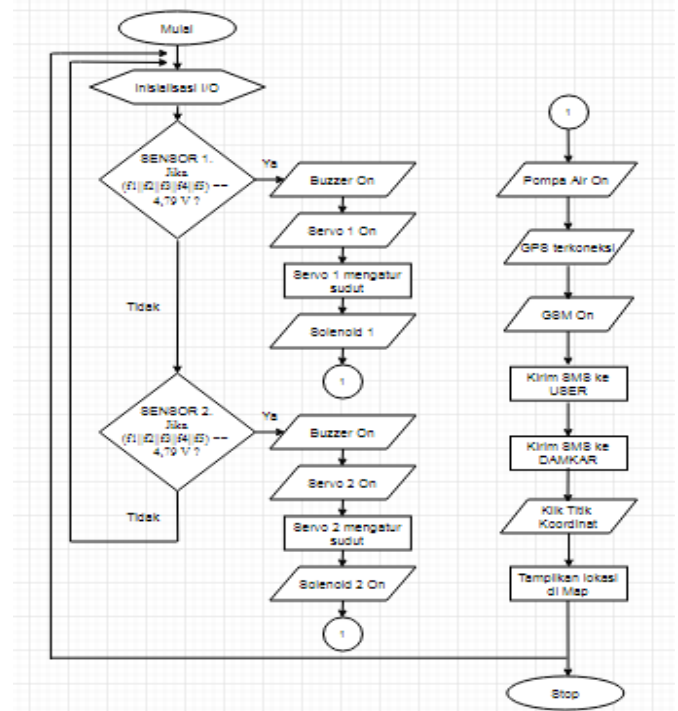 Mulai
Inisialisasi I/O
SENSOR 1.
Jika
(f1||f2||f3||f4||f5) ==
4,79 V ?
Ya
Tidak
Buzzer On
Servo 1 On
Servo 1 mengatur
sudut
Solenoid 1
1
SENSOR 2.
Jika
(f1||f2||f3||f4||f5) ==
4,79 V ?
Ya
Tidak
Buzzer On
Servo 2 On
Servo 2 mengatur
sudut
Solenoid 2 On
1
1
Pompa Air On
GPS terkoneksi
GSM On
Kirim SMS ke
USER
Kirim SMS ke
DAMKAR
Klik Titik
Koordinat
Tampilkan lokasi
di Map
Stop